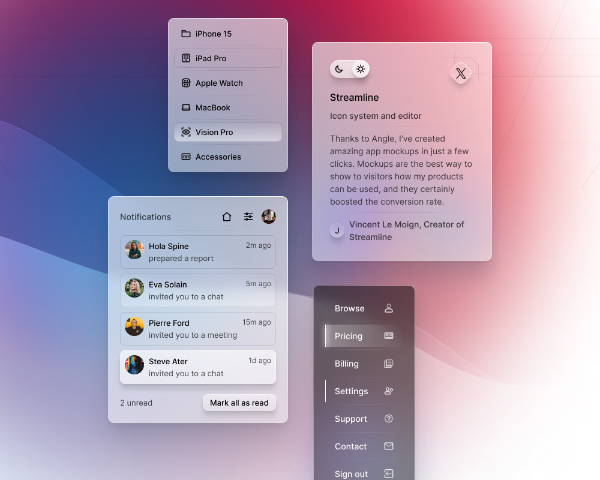 iPhone 15
iPad Pro
Apple Watch
MacBook
Vision Pro
Accessories
Streamline
Icon system and editor
Thanks to Angle, I've created
amazing app mockups in just a few
clicks. Mockups are the best way to
show to visitors how my products
can be used, and they certainly
boosted the conversion rate.
J
Vincent Le Moign, Creator of
Streamline
Notifications
Hola Spine 2m ago
prepared a report
Eva Solain 5m ago
invited you to a chat
Pierre Ford 15m ago
invited you to a meeting
Steve Ater 1d ago
invited you to a chat
2 unread Mark all as read
Browse
Pricing
Billing
Settings
Support
Contact
Sign out